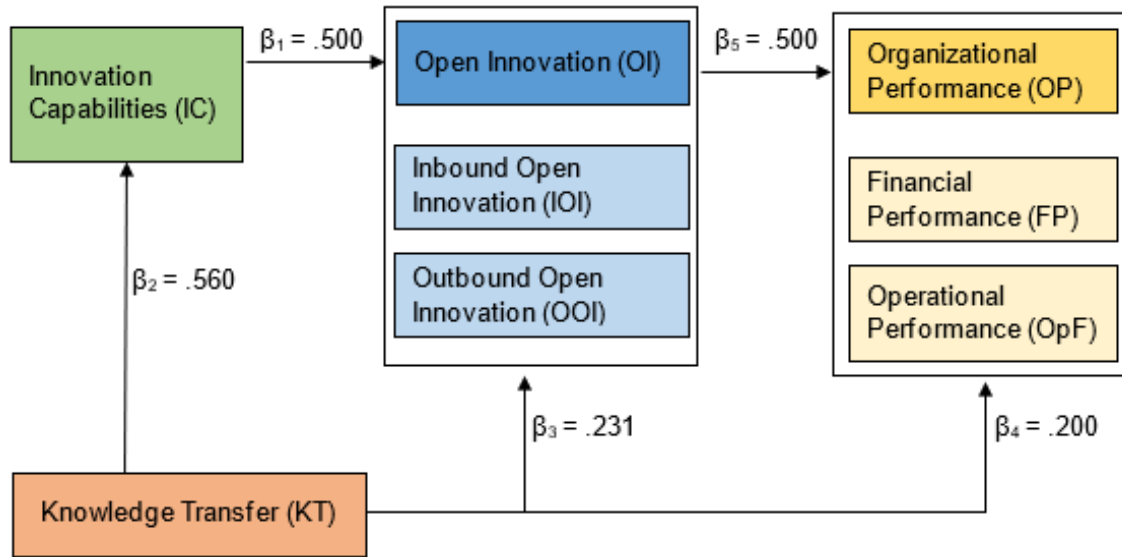 β₁ = .500
β₅ = .500
Innovation
Capabilities (IC)
Open Innovation (OI)
Organizational
Performance (OP)
Inbound Open
Innovation (IOI)
Financial
Performance (FP)
β₂ = .560
Outbound Open
Innovation (OOI)
Operational
Performance (OpF)
β₃ = .231
β₄ = .200
Knowledge Transfer (KT)